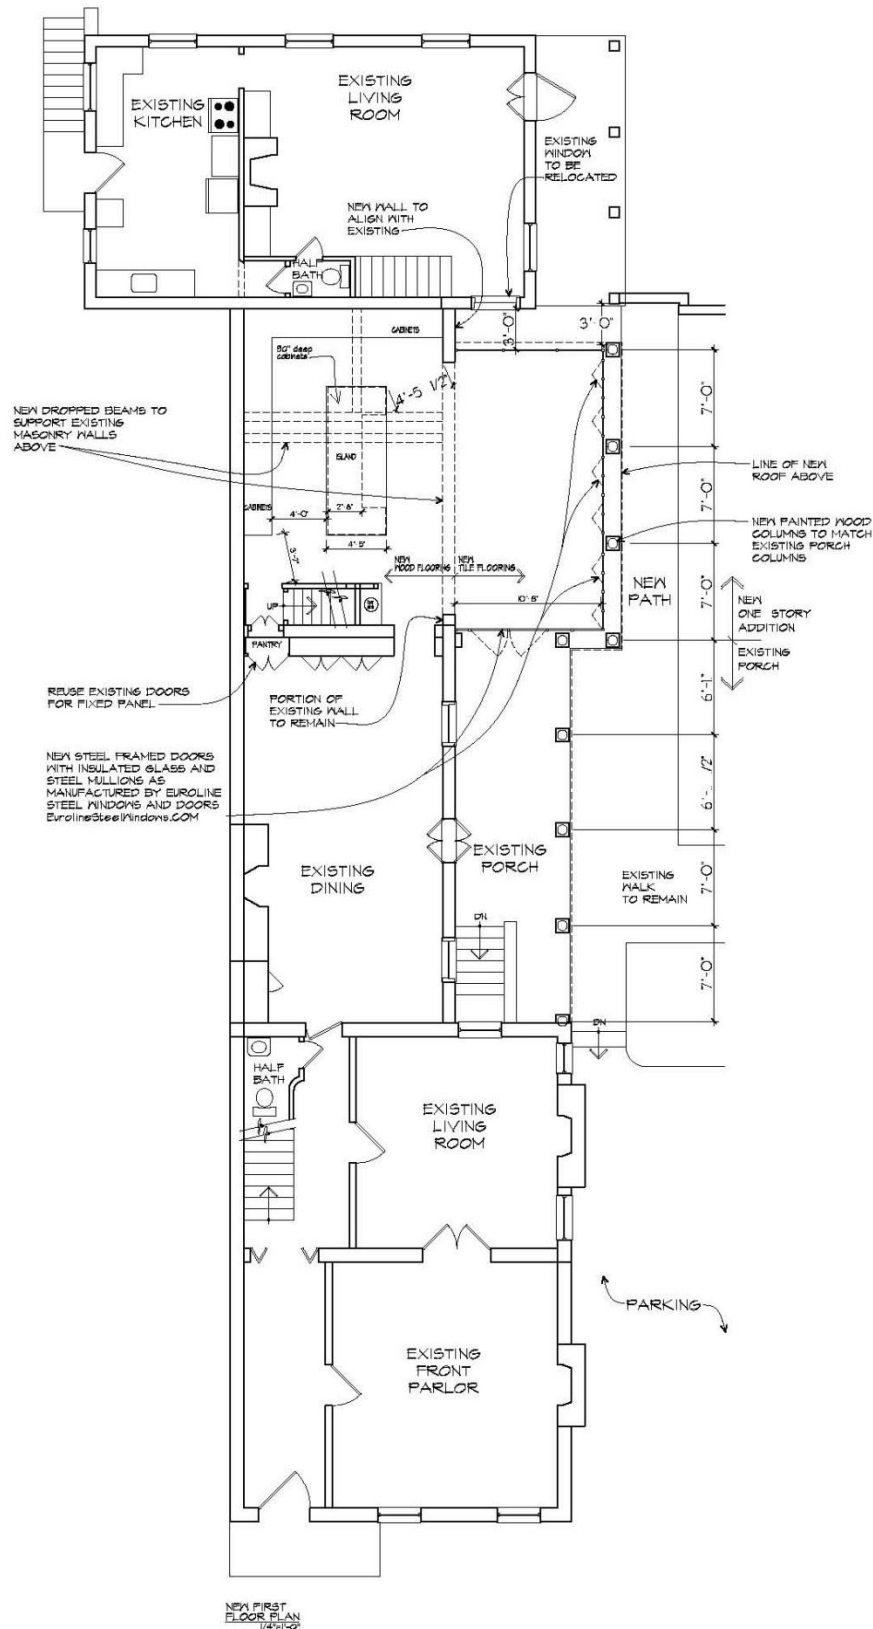 EXISTING
KITCHEN
EXISTING
LIVING
ROOM
EXISTING
WINDOW
TO BE
RELOCATED
NEW WALL TO
ALIGN WITH
EXISTING
HALF
BATH
CABINETS
3'-0"
3'-0"
30" deep
cabinets
4'-5 1/2"
7'-0"
NEW DROPPED BEAMS TO
SUPPORT EXISTING
MASONRY WALLS
ABOVE
ISLAND
LINE OF NEW
ROOF ABOVE
7'-0"
CABINETS
4'-0"
2'-8"
4'-9"
NEW PAINTED WOOD
COLUMNS TO MATCH
EXISTING PORCH
COLUMNS
3'-7"
NEW
WOOD FLOORING
NEW
TILE FLOORING
NEW
PATH
7'-0"
NEW
ONE STORY
ADDITION
EXISTING
PORCH
UP
10'-8"
PANTRY
REUSE EXISTING DOORS
FOR FIXED PANEL
PORTION OF
EXISTING WALL
TO REMAIN
6'-1"
NEW STEEL FRAMED DOORS
WITH INSULATED GLASS AND
STEEL MULLIONS AS
MANUFACTURED BY EUROLINE
STEEL WINDOWS AND DOORS
EurolineSteelWindows.COM
EXISTING
DINING
EXISTING
PORCH
EXISTING
WALK
TO REMAIN
7'-0"
DN
7'-0"
DN
HALF
BATH
EXISTING
LIVING
ROOM
PARKING
EXISTING
FRONT
PARLOR
NEW FIRST
FLOOR PLAN
1/4"=1'-0"